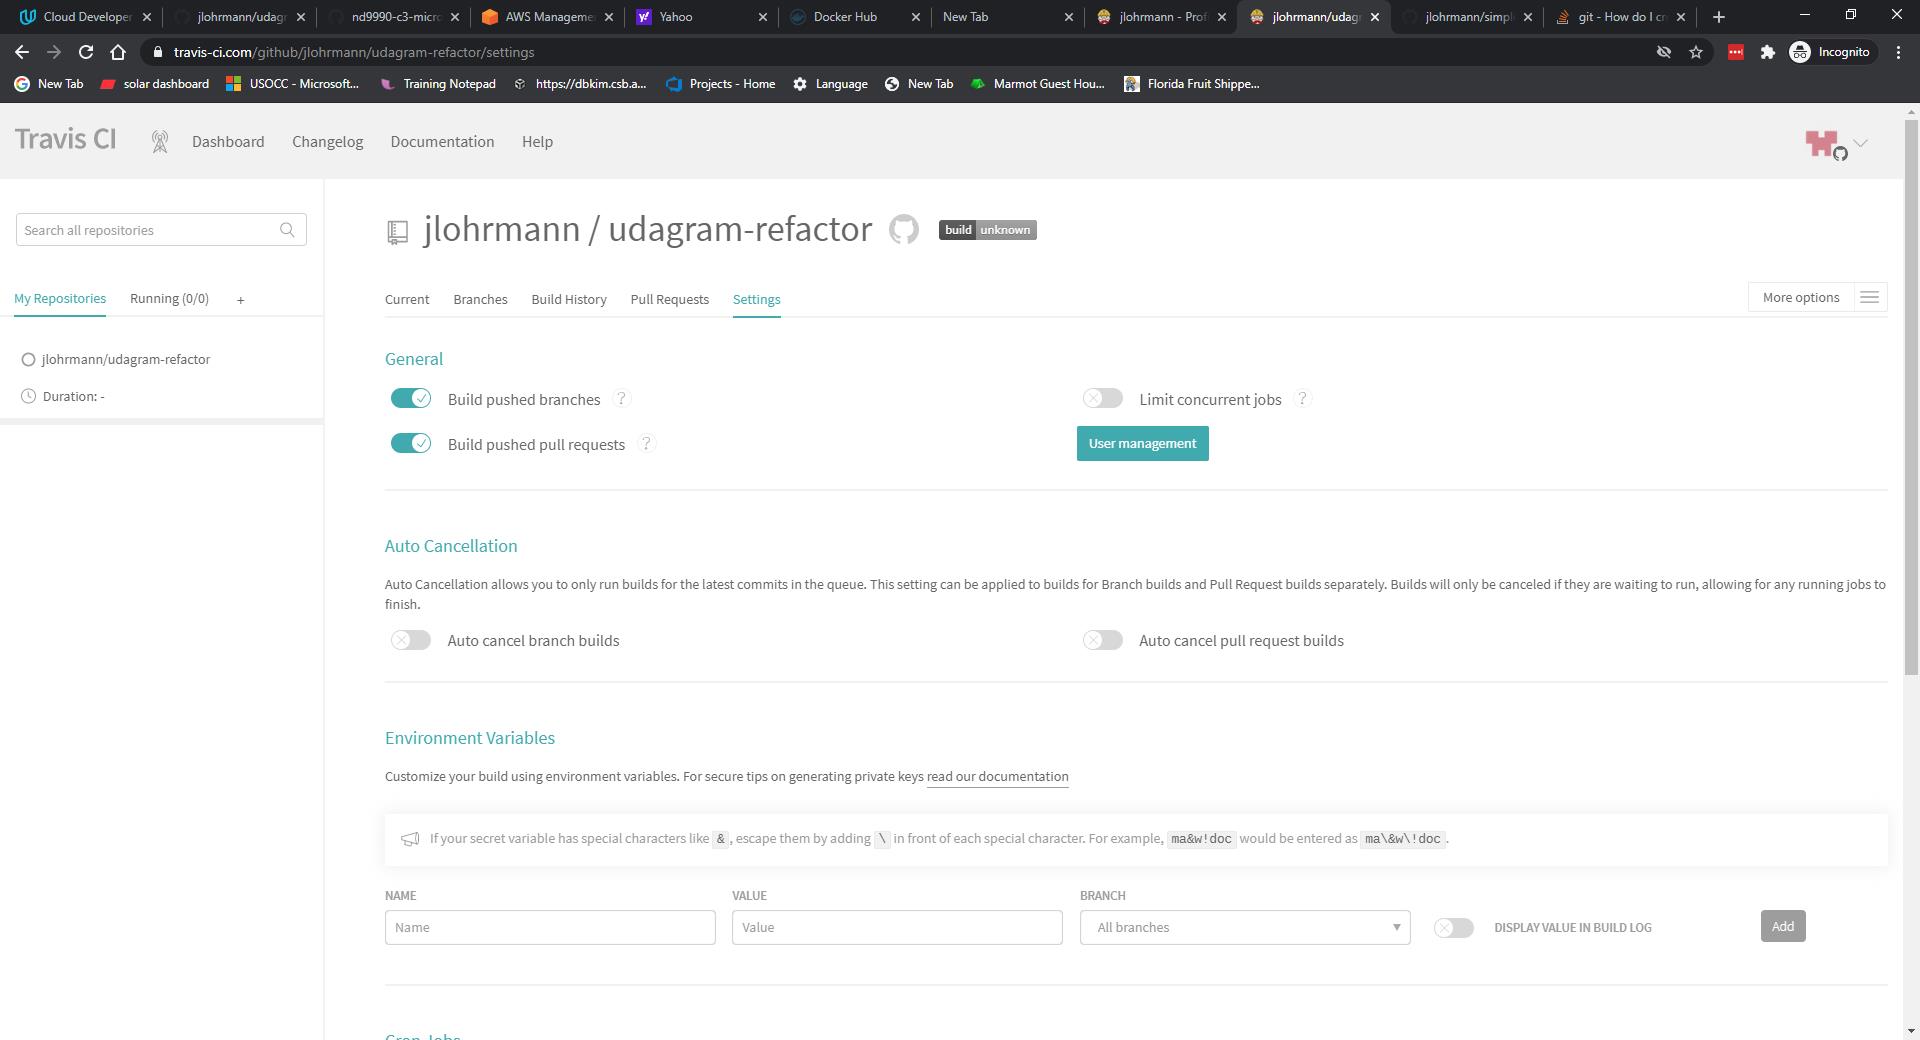 Cloud Developer
jlohrmann/udagr
nd9990-c3-micro
AWS Manageme
Yahoo
Docker Hub
New Tab
jlohrmann - Prof
jlohrmann/udagr
jlohrmann/simpl
git - How do I cr
travis-ci.com/github/jlohrmann/udagram-refactor/settings
Incognito
New Tab
solar dashboard
USOCC - Microsoft...
Training Notepad
https://dbkim.csb.a...
Projects - Home
Language
New Tab
Marmot Guest Hou...
Florida Fruit Shippe...
Travis CI
Dashboard
Changelog
Documentation
Help
Search all repositories
My Repositories
Running (0/0)
+
jlohrmann/udagram-refactor
Duration: -
jlohrmann / udagram-refactor
build unknown
Current
Branches
Build History
Pull Requests
Settings
More options
General
Build pushed branches ?
Limit concurrent jobs ?
Build pushed pull requests ?
User management
Auto Cancellation
Auto Cancellation allows you to only run builds for the latest commits in the queue. This setting can be applied to builds for Branch builds and Pull Request builds separately. Builds will only be canceled if they are waiting to run, allowing for any running jobs to
finish.
Auto cancel branch builds
Auto cancel pull request builds
Environment Variables
Customize your build using environment variables. For secure tips on generating private keys read our documentation
If your secret variable has special characters like & , escape them by adding \ in front of each special character. For example, ma&w!doc would be entered as ma\&w\!doc .
NAME
VALUE
BRANCH
Name
Value
All branches
DISPLAY VALUE IN BUILD LOG
Add
Cron Jobs